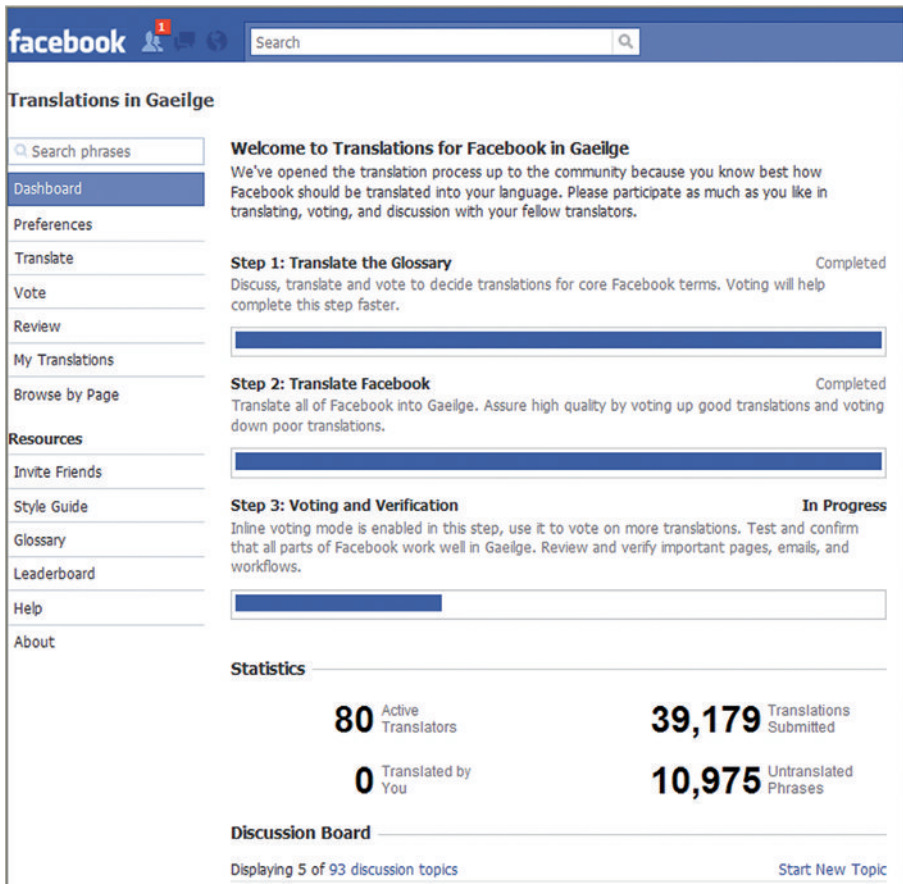 facebook
1
Search
Translations in Gaeilge
Search phrases
Dashboard
Preferences
Translate
Vote
Review
My Translations
Browse by Page
Resources
Invite Friends
Style Guide
Glossary
Leaderboard
Help
About
Welcome to Translations for Facebook in Gaeilge
We've opened the translation process up to the community because you know best how
Facebook should be translated into your language. Please participate as much as you like in
translating, voting, and discussion with your fellow translators.
Step 1: Translate the Glossary Completed
Discuss, translate and vote to decide translations for core Facebook terms. Voting will help
complete this step faster.
Step 2: Translate Facebook Completed
Translate all of Facebook into Gaeilge. Assure high quality by voting up good translations and voting
down poor translations.
Step 3: Voting and Verification In Progress
Inline voting mode is enabled in this step, use it to vote on more translations. Test and confirm
that all parts of Facebook work well in Gaeilge. Review and verify important pages, emails, and
workflows.
Statistics
80 Active Translators
39,179 Translations Submitted
0 Translated by You
10,975 Untranslated Phrases
Discussion Board
Displaying 5 of 93 discussion topics Start New Topic